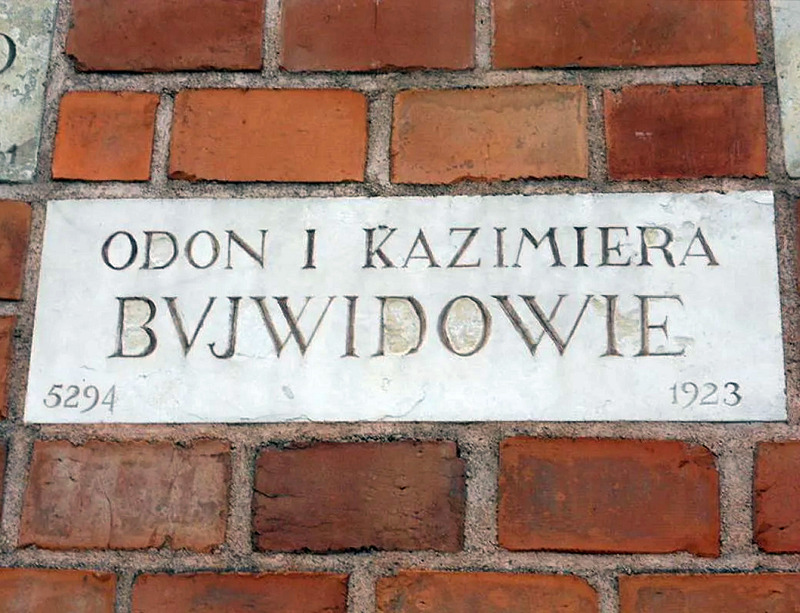 ODON I KAZIMIERA
BVJWIDOWIE
5294 1923